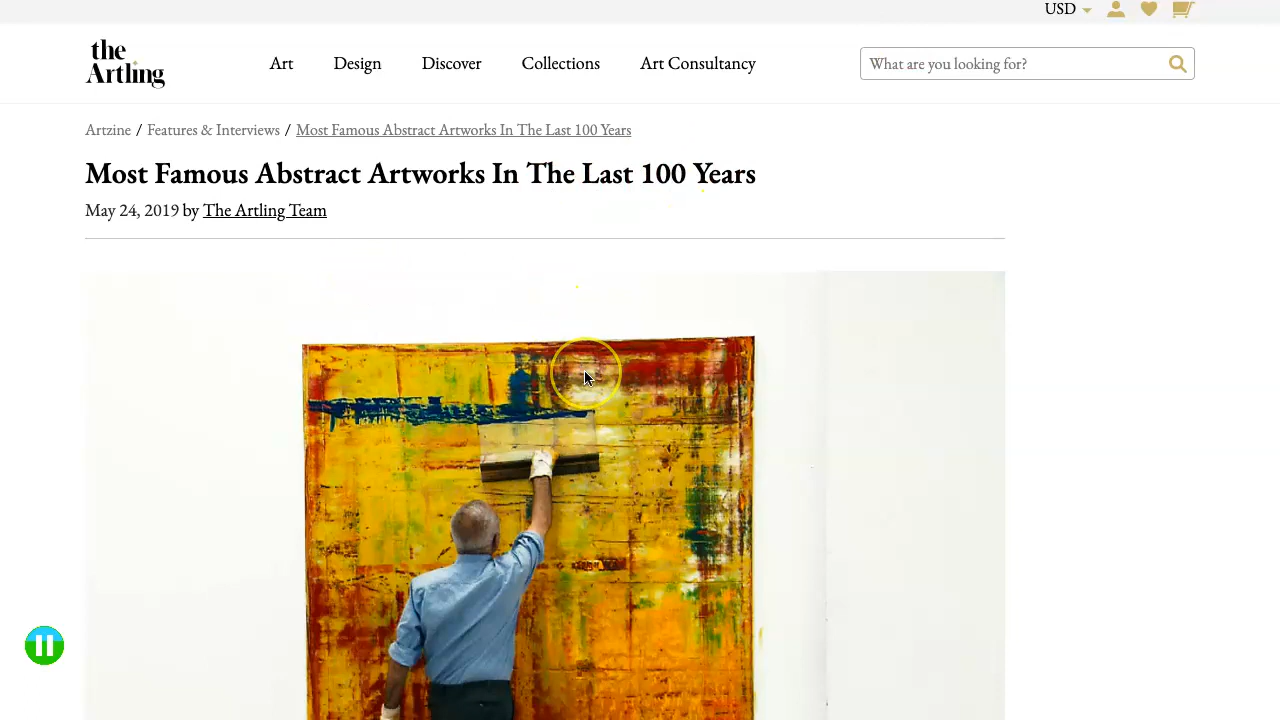 USD
the
Artling
Art Design Discover Collections Art Consultancy
What are you looking for?
Artzine / Features & Interviews / Most Famous Abstract Artworks In The Last 100 Years
Most Famous Abstract Artworks In The Last 100 Years
May 24, 2019 by The Artling Team